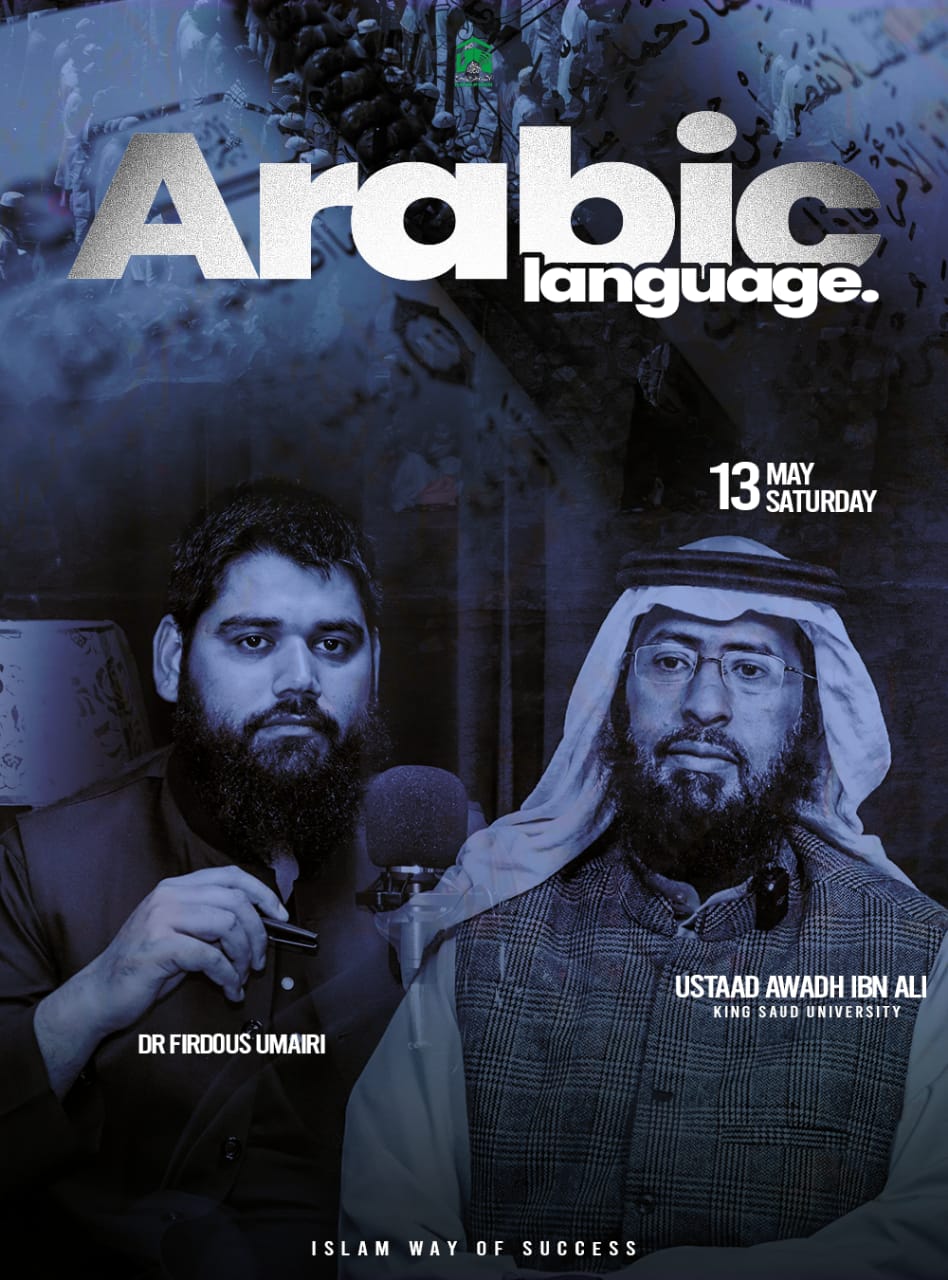 Arabic
language.
13 MAY
SATURDAY
USTAAD AWADH IBN ALI
KING SAUD UNIVERSITY
DR FIRDOUS UMAIRI
ISLAM WAY OF SUCCESS